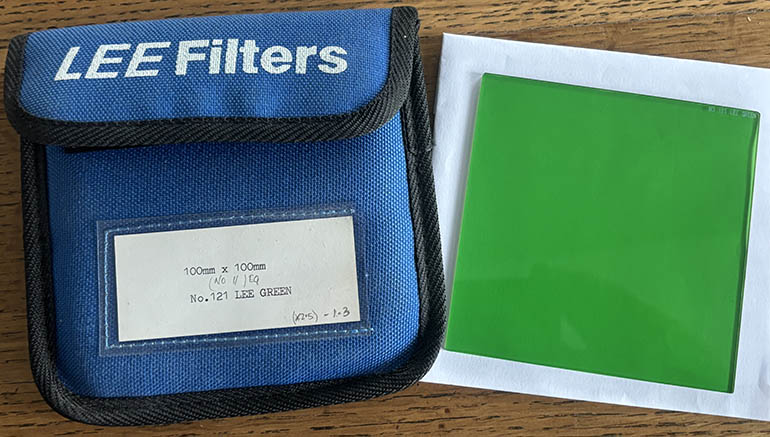 LEE Filters
100mm x 100mm
(NO 11) EQ
No.121 LEE GREEN
(x2.5) - 1.3